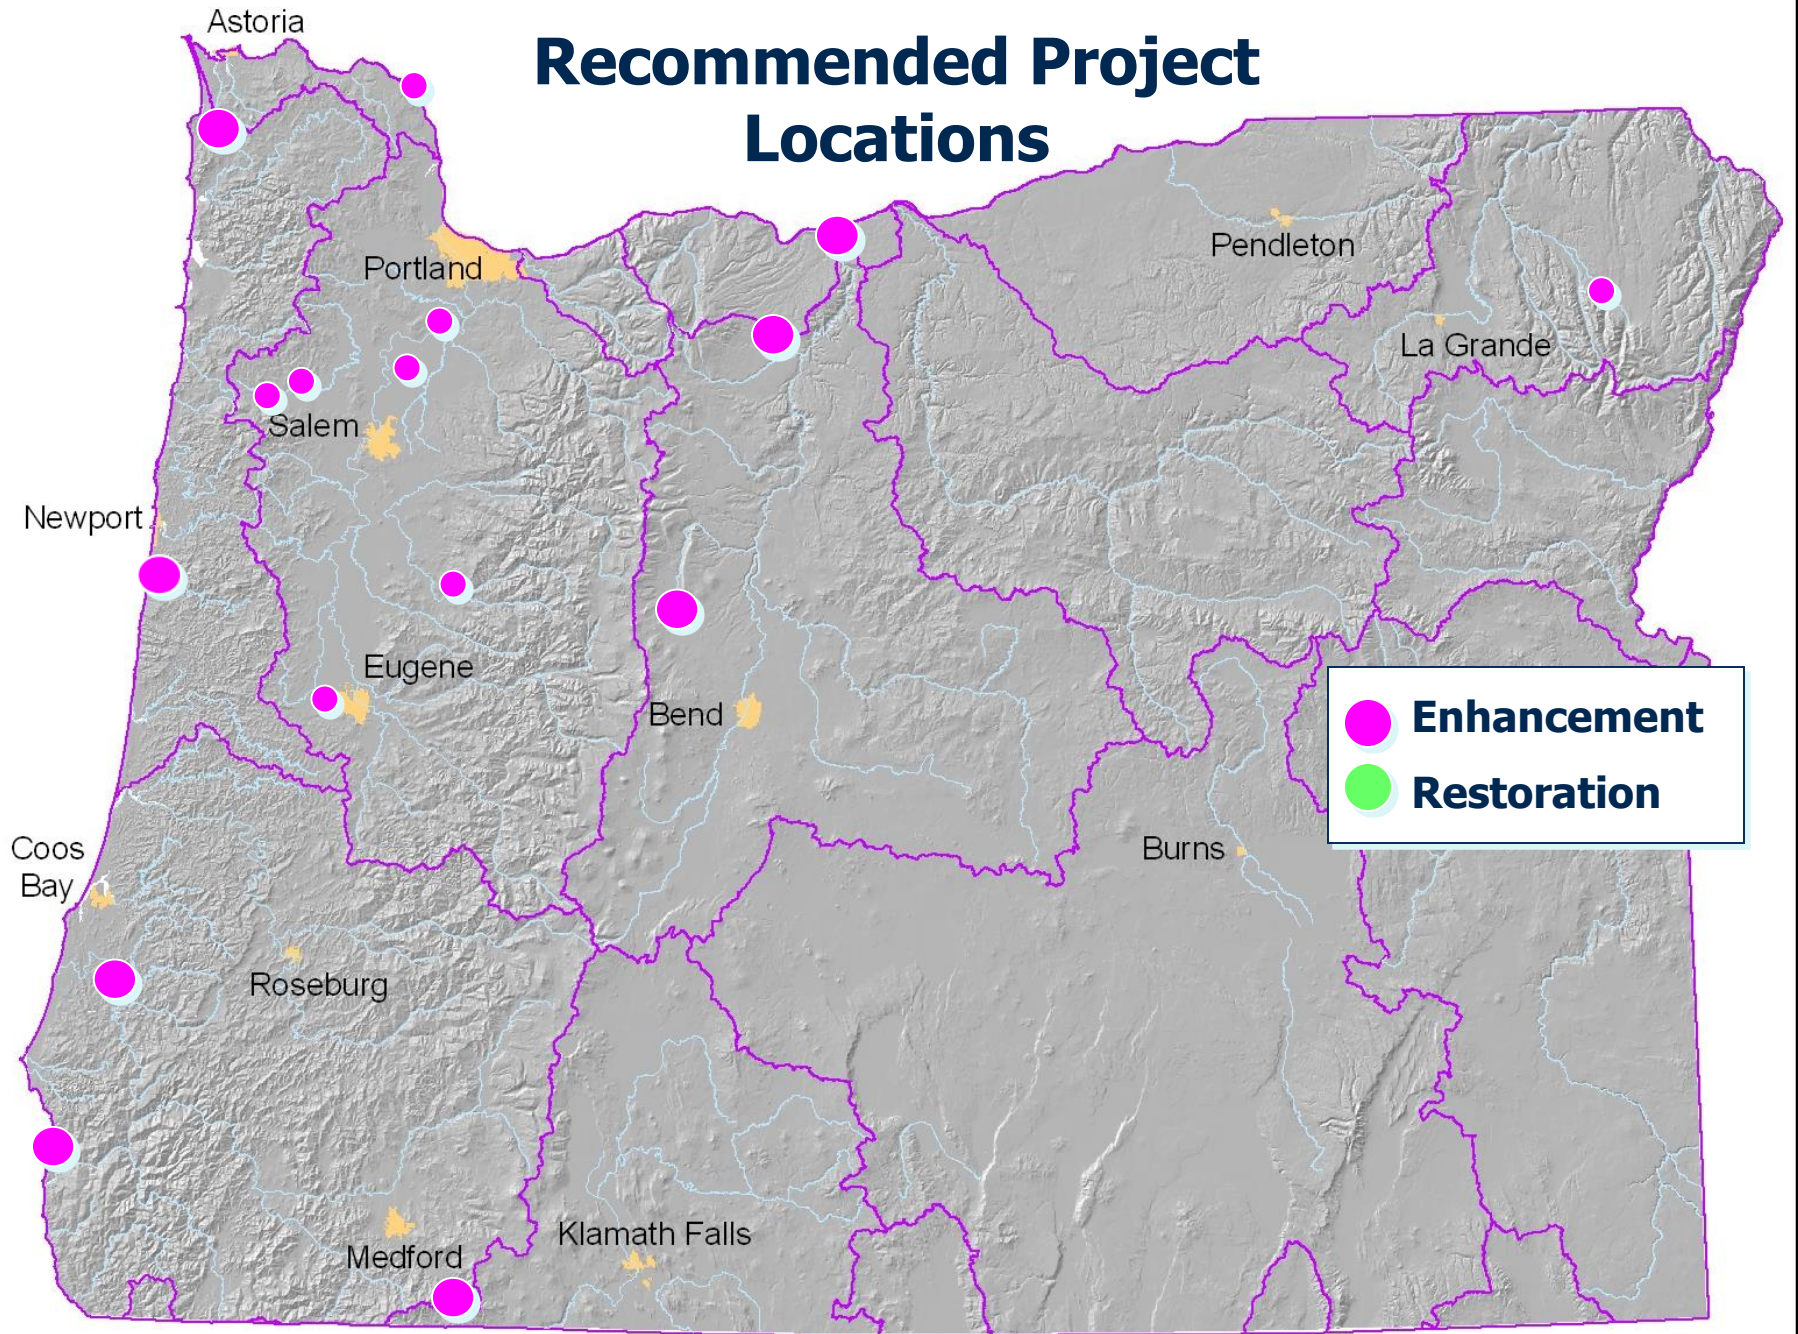 Astoria
Recommended Project
Locations
Pendleton
Portland
La Grande
Salem
Newport
Eugene
Bend
Enhancement
Restoration
Coos
Bay
Burns
Roseburg
Klamath Falls
Medford